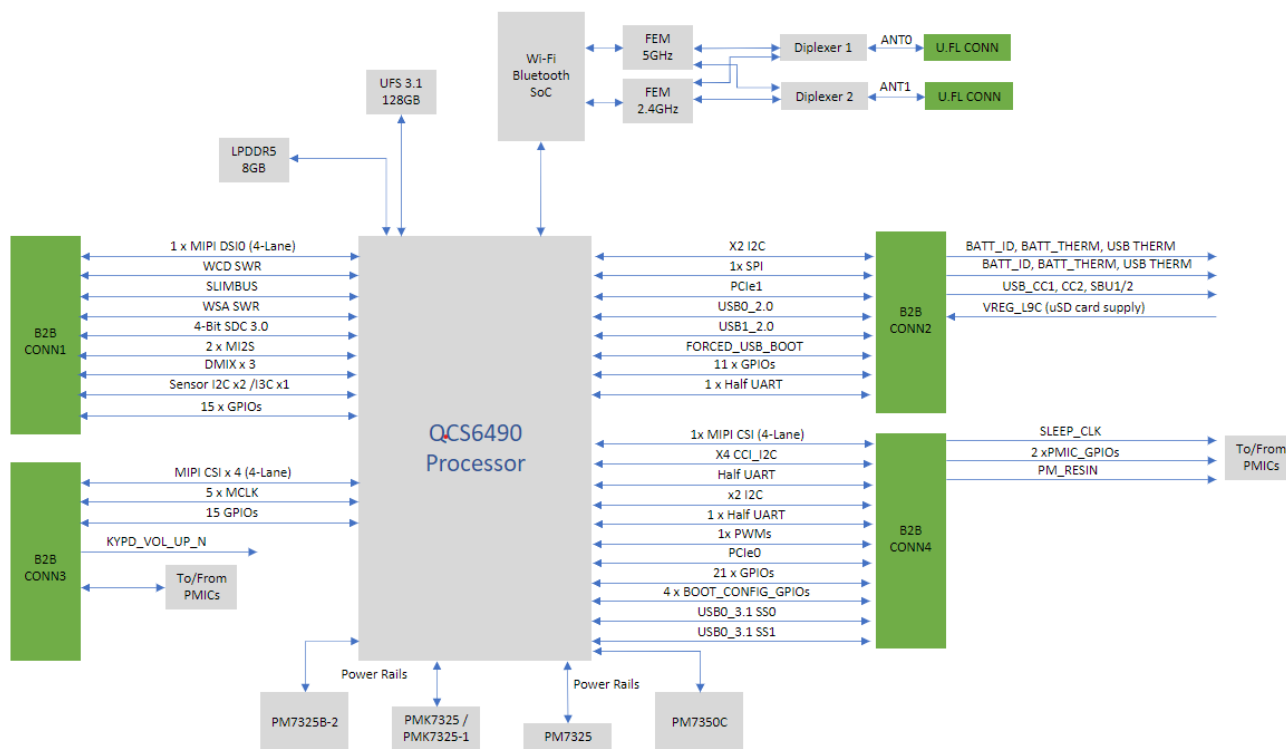 Wi-Fi
Bluetooth
SoC
FEM
5GHz
FEM
2.4GHz
Diplexer 1
Diplexer 2
ANT0
ANT1
U.FL CONN
U.FL CONN
UFS 3.1
128GB
LPDDR5
8GB
B2B
CONN1
1 x MIPI DSI0 (4-Lane)
WCD SWR
SLIMBUS
WSA SWR
4-Bit SDC 3.0
2 x MI2S
DMIX x 3
Sensor I2C x2 /I3C x1
15 x GPIOs
B2B
CONN3
MIPI CSI x 4 (4-Lane)
5 x MCLK
15 GPIOs
KYPD_VOL_UP_N
To/From
PMICs
QCS6490
Processor
X2 I2C
1x SPI
PCIe1
USB0_2.0
USB1_2.0
FORCED_USB_BOOT
11 x GPIOs
1 x Half UART
B2B
CONN2
BATT_ID, BATT_THERM, USB THERM
BATT_ID, BATT_THERM, USB THERM
USB_CC1, CC2, SBU1/2
VREG_L9C (uSD card supply)
1x MIPI CSI (4-Lane)
X4 CCI_I2C
Half UART
x2 I2C
1 x Half UART
1x PWMs
PCIe0
21 x GPIOs
4 x BOOT_CONFIG_GPIOs
USB0_3.1 SS0
USB0_3.1 SS1
B2B
CONN4
SLEEP_CLK
2 xPMIC_GPIOs
PM_RESIN
To/From
PMICs
Power Rails
Power Rails
PM7325B-2
PMK7325 /
PMK7325-1
PM7325
PM7350C